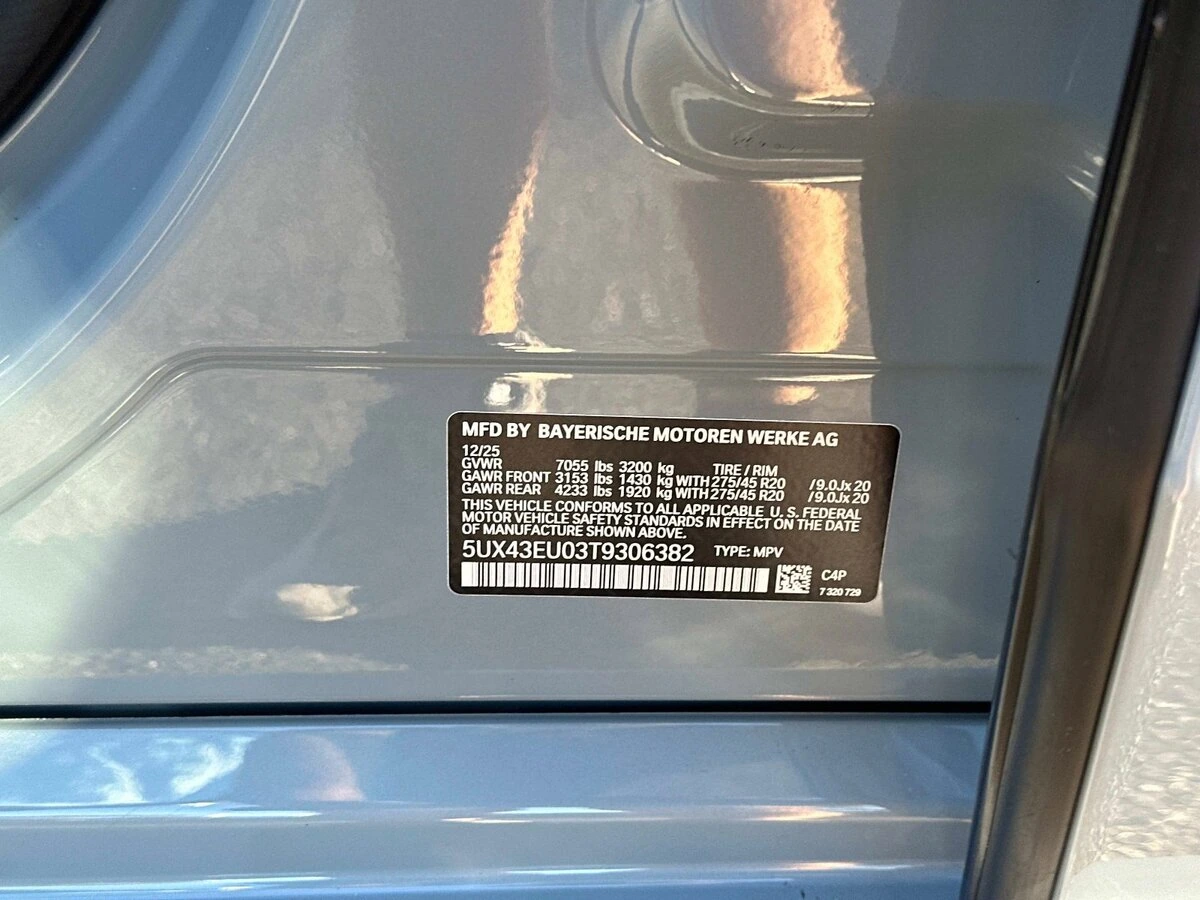 MFD BY BAYERISCHE MOTOREN WERKE AG
12/25
GVWR 7055 lbs 3200 kg TIRE / RIM
GAWR FRONT 3153 lbs 1430 kg WITH 275/45 R20 /9.0Jx 20
GAWR REAR 4233 lbs 1920 kg WITH 275/45 R20 /9.0Jx 20
THIS VEHICLE CONFORMS TO ALL APPLICABLE U. S. FEDERAL
MOTOR VEHICLE SAFETY STANDARDS IN EFFECT ON THE DATE
OF MANUFACTURE SHOWN ABOVE.
5UX43EU03T9306382 TYPE: MPV
C4P
7 320 729